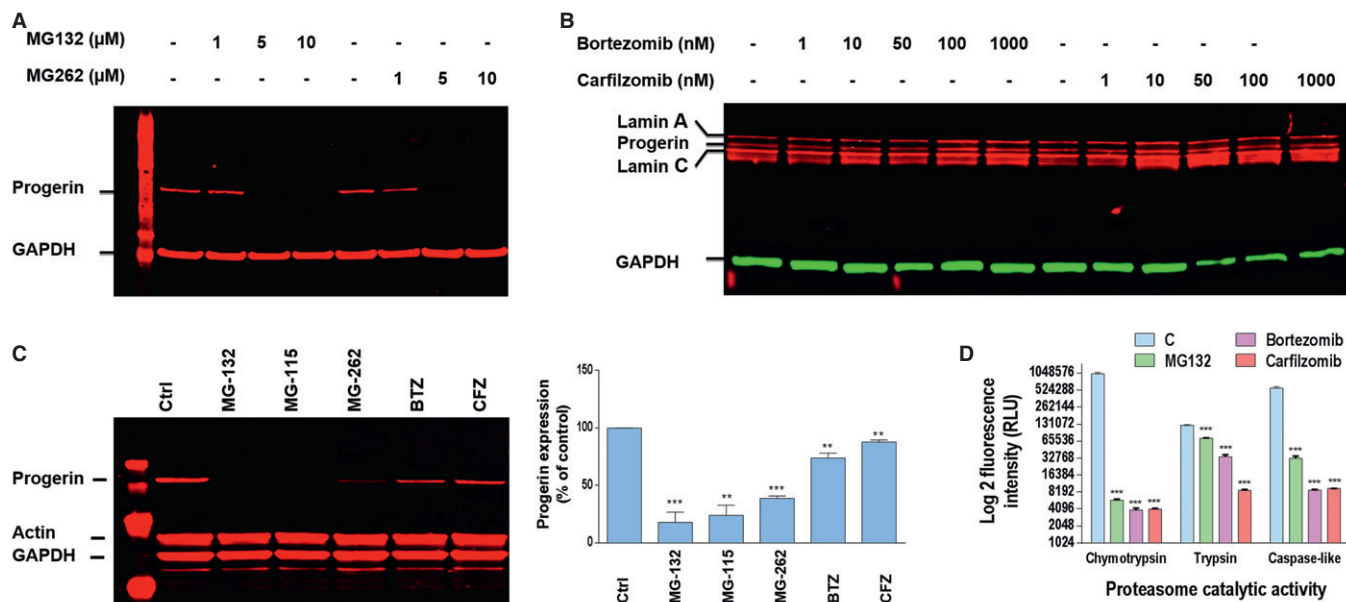 A
MG132 (µM) - 1 5 10 - - - -
MG262 (µM) - - - - - 1 5 10
Progerin
GAPDH
B
Bortezomib (nM) - 1 10 50 100 1000 - - - - -
Carfilzomib (nM) - - - - - - - 1 10 50 100 1000
Lamin A
Progerin
Lamin C
GAPDH
C
Ctrl
MG-132
MG-115
MG-262
BTZ
CFZ
Progerin
Actin
GAPDH
Progerin expression
(% of control)
150
100
50
0
** ** *** ** ***
Ctrl
MG-132
MG-115
MG-262
BTZ
CFZ
D
C
MG132
Bortezomib
Carfilzomib
Log 2 fluorescence
intensity (RLU)
1048576
524288
262144
131072
65536
32768
16384
8192
4096
2048
1024
*** *** *** *** *** *** *** *** ***
Chymotrypsin Trypsin Caspase-like
Proteasome catalytic activity